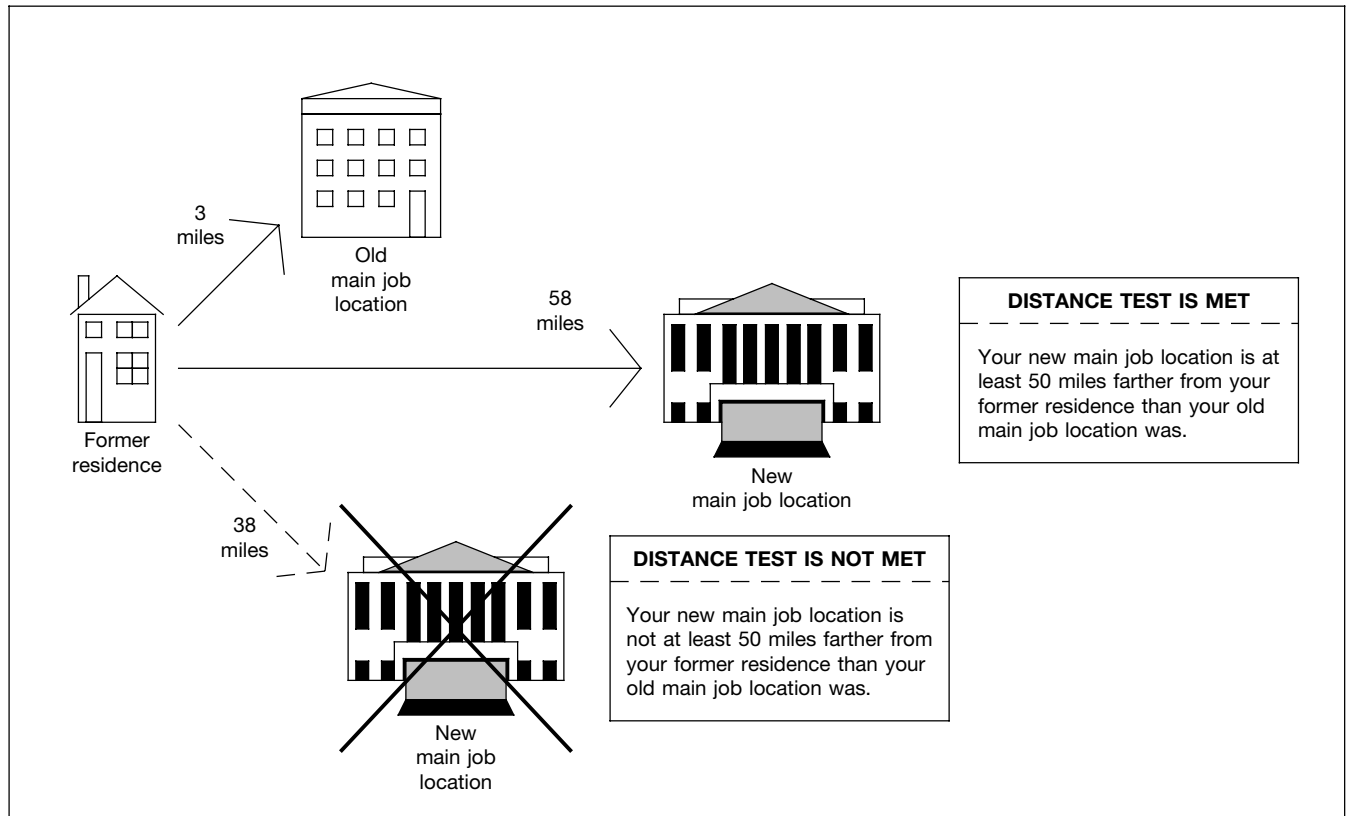 3
miles
Old
main job
location
58
miles
Former
residence
New
main job location
DISTANCE TEST IS MET
Your new main job location is at
least 50 miles farther from your
former residence than your old
main job location was.
38
miles
New
main job
location
DISTANCE TEST IS NOT MET
Your new main job location is
not at least 50 miles farther from
your former residence than your
old main job location was.